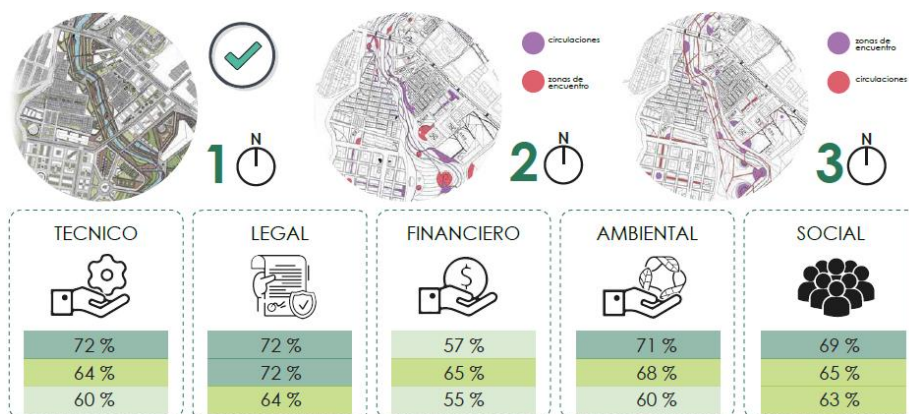 1
N
circulaciones
zonas de
encuentro
2
N
zonas de
encuentro
circulaciones
3
N
TECNICO
72 %
64 %
60 %
LEGAL
$
72 %
72 %
64 %
FINANCIERO
57 %
65 %
55 %
AMBIENTAL
71 %
68 %
60 %
SOCIAL
69 %
65 %
63 %